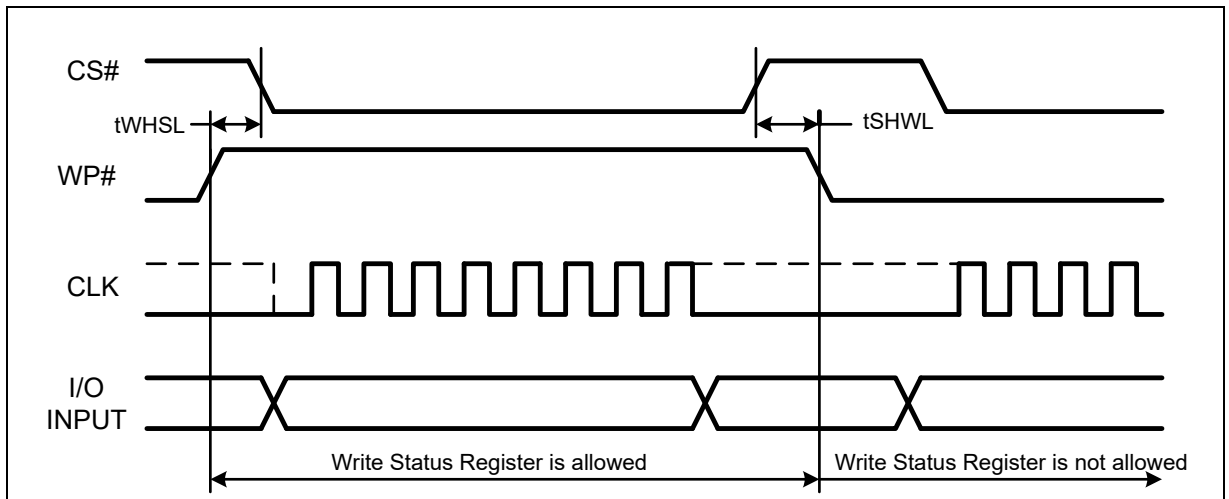 CS#
tWHSL
tSHWL
WP#
CLK
I/O
INPUT
Write Status Register is allowed
Write Status Register is not allowed